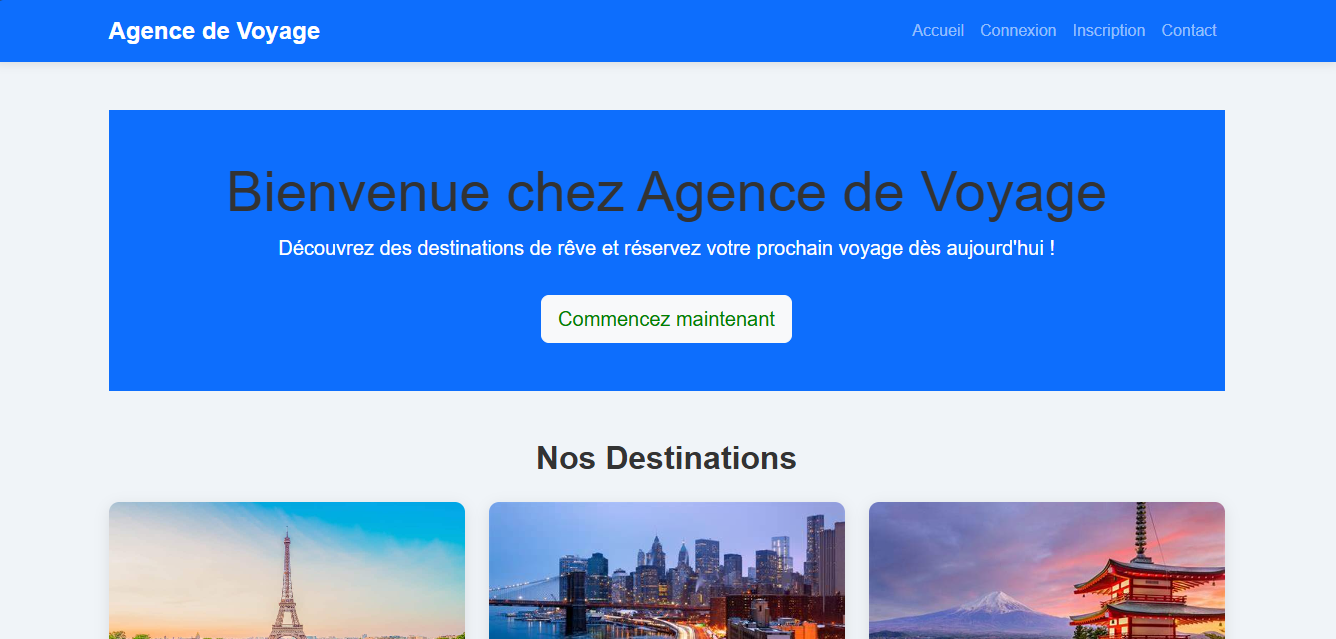 Agence de Voyage
Accueil Connexion Inscription Contact
Bienvenue chez Agence de Voyage
Découvrez des destinations de rêve et réservez votre prochain voyage dès aujourd'hui !
Commencez maintenant
Nos Destinations